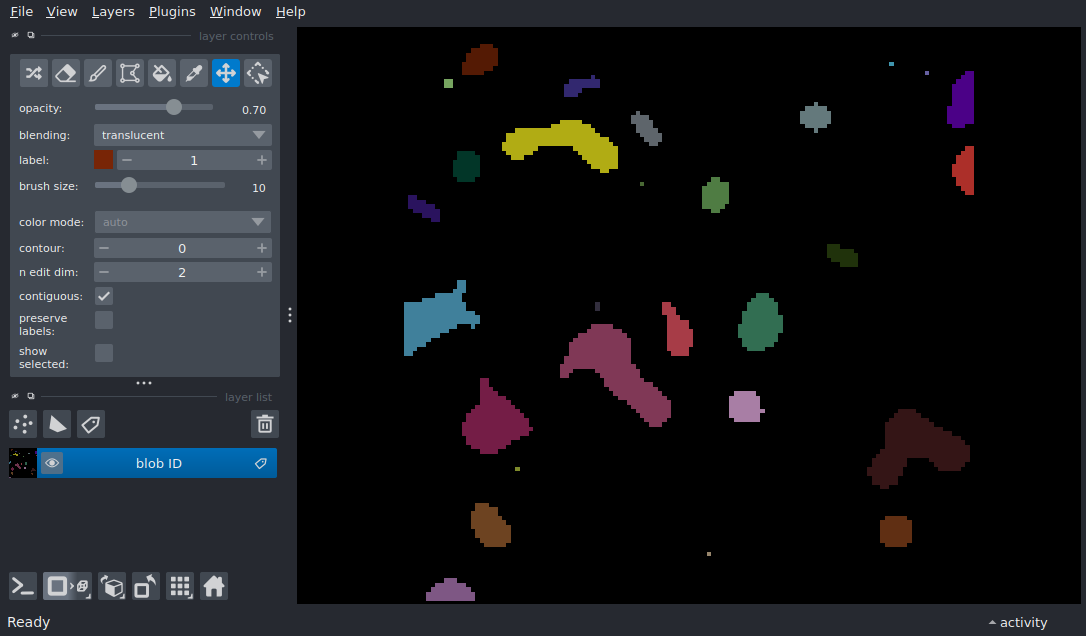 File View Layers Plugins Window Help
layer controls
opacity: 0.70
blending: translucent
label: 1
brush size: 10
color mode: auto
contour: 0
n edit dim: 2
contiguous:
preserve
labels:
show
selected:
layer list
blob ID
Ready activity